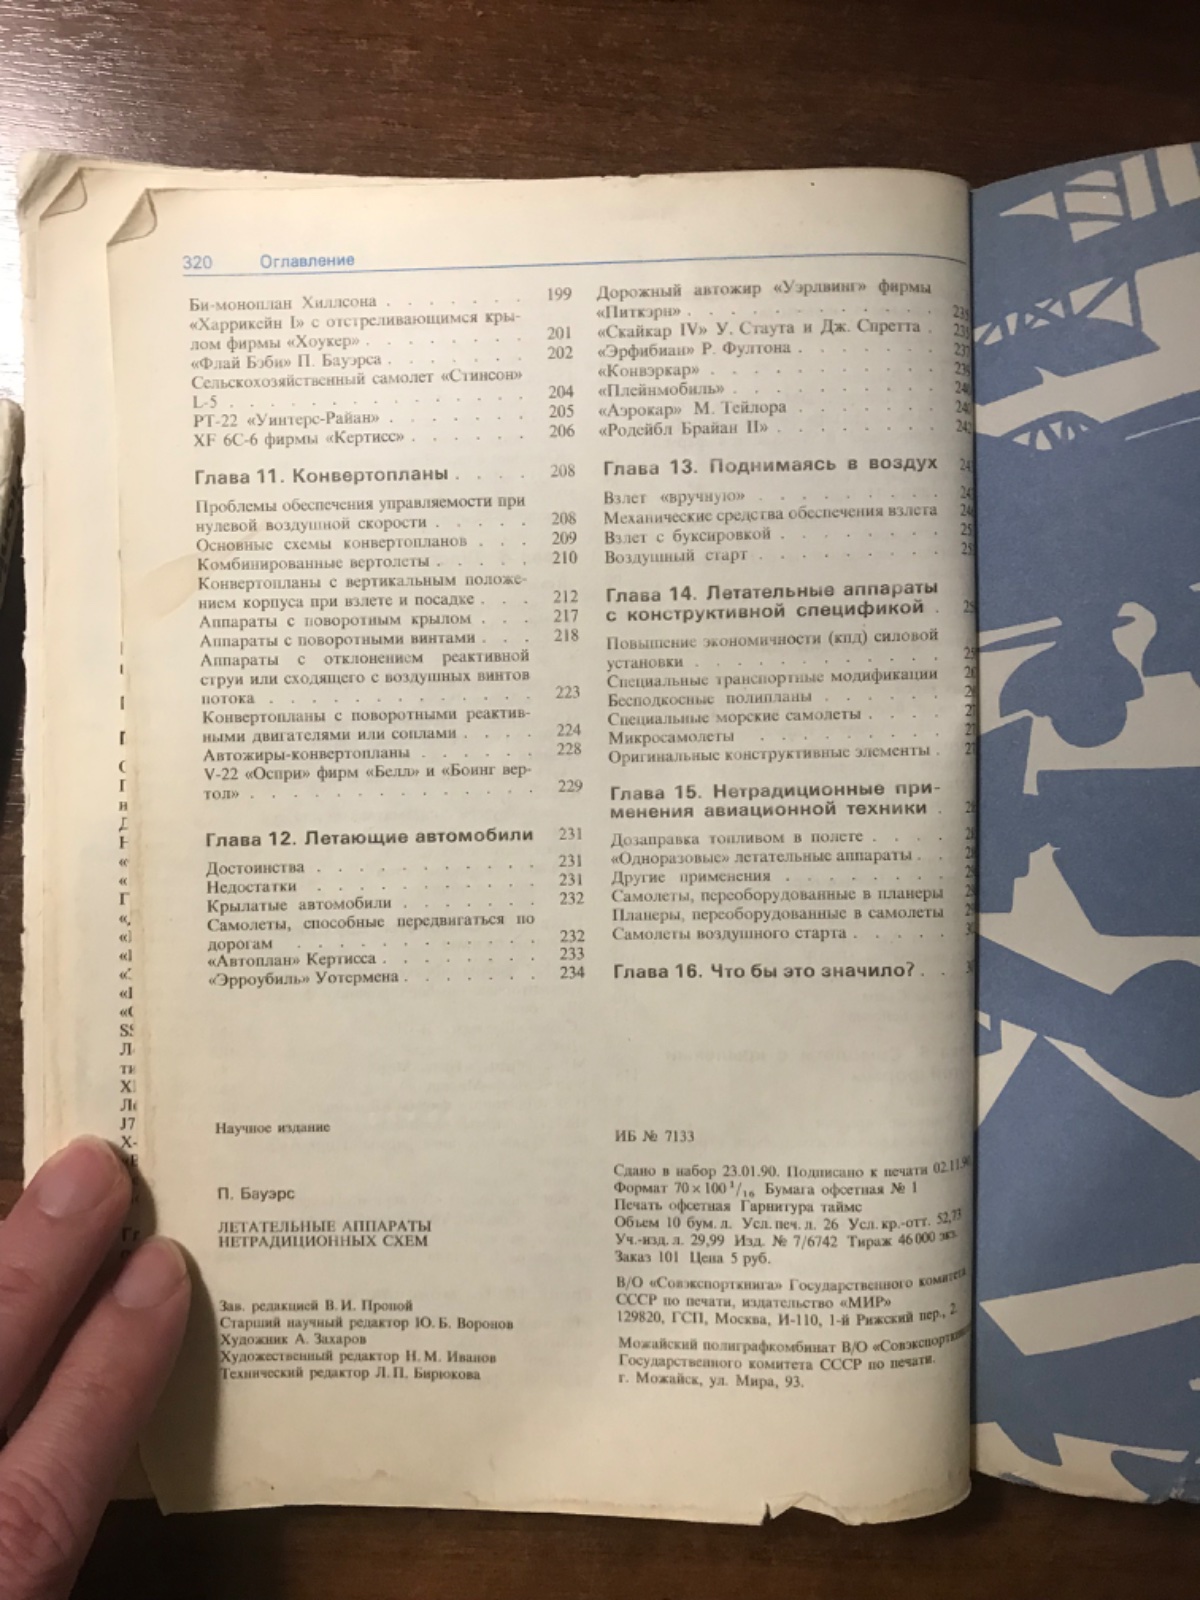 320 Оглавление
Би-моноплан Хиллсона . . . . . . . 199
«Харрикейн I» с отстреливающимся кры-
лом фирмы «Хоукер» . . . . . . . . 201
«Флай Бэби» П. Бауэрса . . . . . . . 202
Сельскохозяйственный самолет «Стинсон»
L-5 . . . . . . . . . . . . . . . 204
PT-22 «Уинтерс-Райан» . . . . . . . 205
XF 6C-6 фирмы «Кертисс» . . . . . . 206
Глава 11. Конвертопланы . . . . 208
Проблемы обеспечения управляемости при
нулевой воздушной скорости . . . . . 208
Основные схемы конвертопланов . . . 209
Комбинированные вертолеты . . . . . 210
Конвертопланы с вертикальным положе-
нием корпуса при взлете и посадке . . . 212
Аппараты с поворотным крылом . . . 217
Аппараты с поворотными винтами . . . 218
Аппараты с отклонением реактивной
струи или сходящего с воздушных винтов
потока . . . . . . . . . . . . . . 223
Конвертопланы с поворотными реактив-
ными двигателями или соплами . . . . 224
Автожиры-конвертопланы . . . . . . 228
V-22 «Оспри» фирм «Белл» и «Боинг вер-
тол» . . . . . . . . . . . . . . . 229
Глава 12. Летающие автомобили 231
Достоинства . . . . . . . . . . . . 231
Недостатки . . . . . . . . . . . . 231
Крылатые автомобили . . . . . . . 232
Самолеты, способные передвигаться по
дорогам . . . . . . . . . . . . . 232
«Автоплан» Кертисса . . . . . . . . 233
«Эрроубиль» Уотермена . . . . . . . 234
Дорожный автожир «Уэрлвинг» фирмы
«Питкэрн» . . . . . . . . . . . .
«Скайкар IV» У. Стаута и Дж. Спретта .
«Эрфибиан» Р. Фултона . . . . . . . 237
«Конвэркар» . . . . . . . . . . . 239
«Плейнмобиль» . . . . . . . . . . 240
«Аэрокар» М. Тейлора . . . . . . . 240
«Родейбл Брайан II» . . . . . . . . 242
Глава 13. Поднимаясь в воздух
Взлет «вручную» . . . . . . . . .
Механические средства обеспечения взлета
Взлет с буксировкой . . . . . . . .
Воздушный старт . . . . . . . . .
Глава 14. Летательные аппараты
с конструктивной спецификой .
Повышение экономичности (кпд) силовой
установки . . . . . . . . . . . .
Специальные транспортные модификации
Бесподкосные полипланы . . . . . .
Специальные морские самолеты . . . .
Микросамолеты . . . . . . . . .
Оригинальные конструктивные элементы .
Глава 15. Нетрадиционные при-
менения авиационной техники .
Дозаправка топливом в полете . . . .
«Одноразовые» летательные аппараты . .
Другие применения . . . . . . . .
Самолеты, переоборудованные в планеры
Планеры, переоборудованные в самолеты
Самолеты воздушного старта . . . . .
Глава 16. Что бы это значило? . .
Научное издание
П. Бауэрс
ЛЕТАТЕЛЬНЫЕ АППАРАТЫ
НЕТРАДИЦИОННЫХ СХЕМ
Зав. редакцией В. И. Пропой
Старший научный редактор Ю. Б. Воронов
Художник А. Захаров
Художественный редактор Н. М. Иванов
Технический редактор Л. П. Бирюкова
ИБ № 7133
Сдано в набор 23.01.90. Подписано к печати 02.11.90
Формат 70 × 100 1/16 Бумага офсетная № 1
Печать офсетная Гарнитура таймс
Объем 10 бум. л. Усл. печ. л. 26 Усл. кр.-отт. 52,73
Уч.-изд. л. 29,99 Изд. № 7/6742 Тираж 46 000 экз.
Заказ 101 Цена 5 руб.
В/О «Совэкспорткнига» Государственного комитета
СССР по печати, издательство «МИР»
129820, ГСП, Москва, И-110, 1-й Рижский пер., 2.
Можайский полиграфкомбинат В/О «Совэкспорткнига»
Государственного комитета СССР по печати.
г. Можайск, ул. Мира, 93.